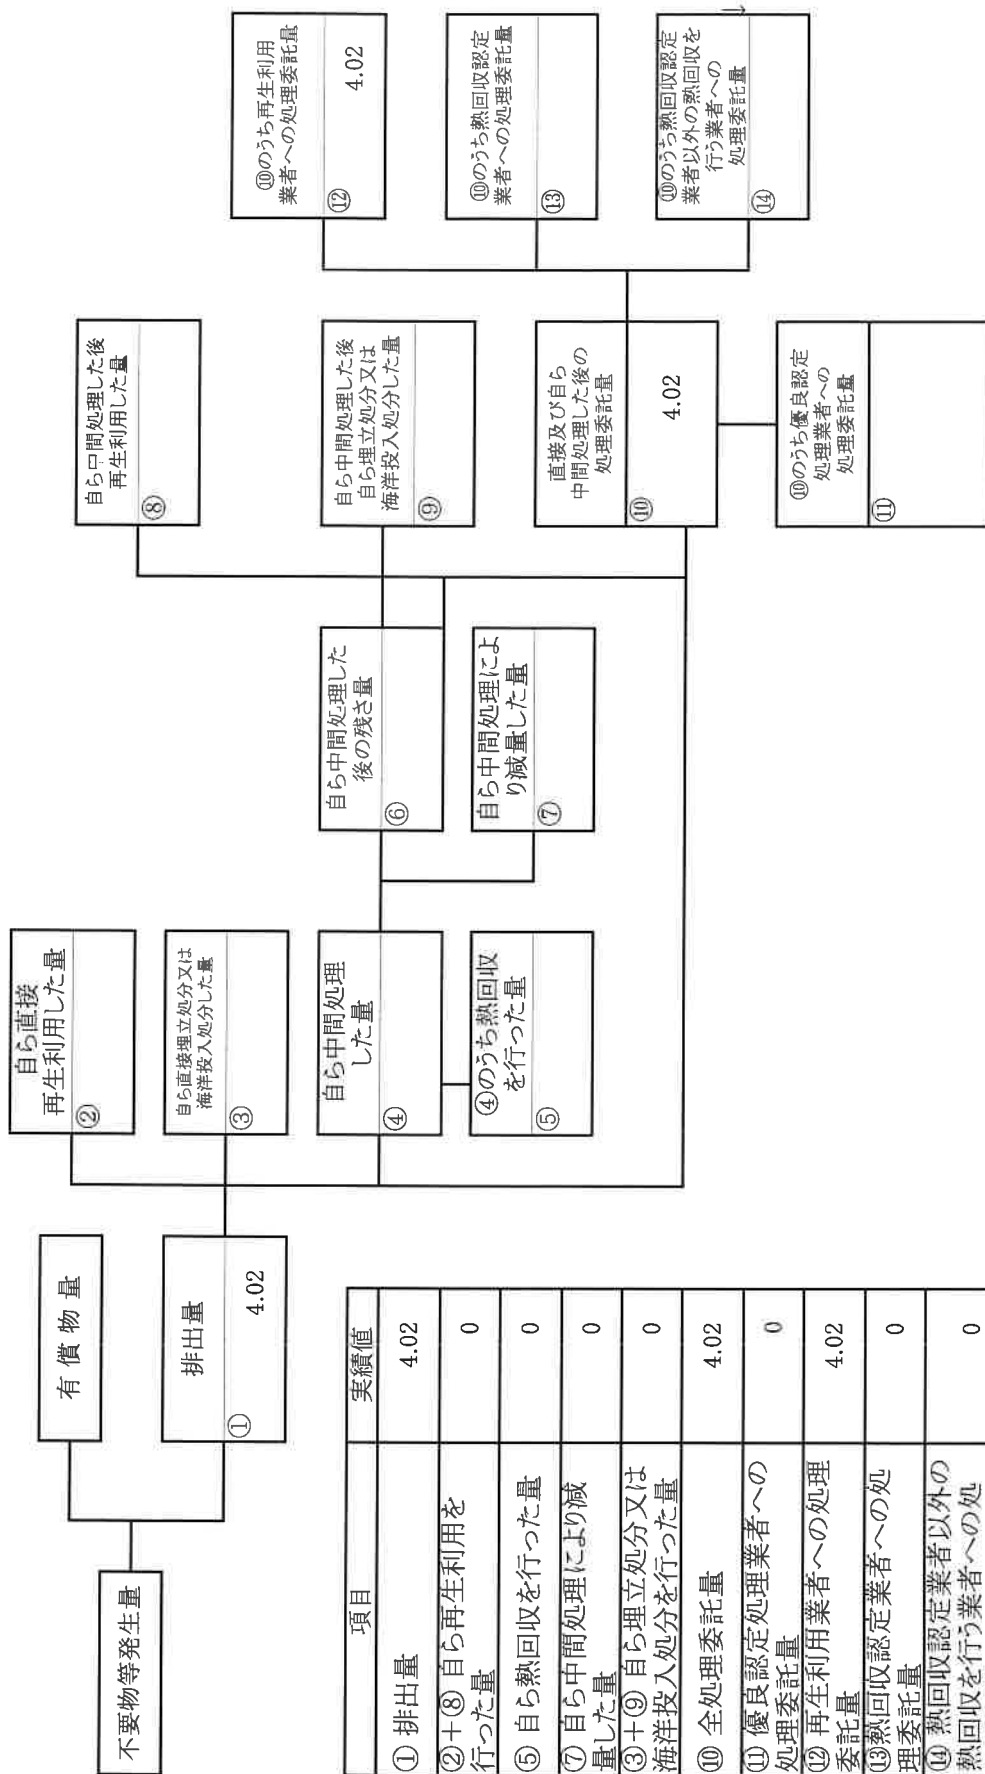 不要物等発生量
有償物量
排出量
①
4.02
自ら直接
再生利用した量
②
自ら直接埋立処分又は
海洋投入処分した量
③
自ら中間処理
した量
④
④のうち熱回収
を行った量
⑤
自ら中間処理した
後の残さ量
⑥
自ら中間処理によ
り減量した量
⑦
自ら中間処理した後
再生利用した量
⑧
自ら中間処理した後
自ら埋立処分又は
海洋投入処分した量
⑨
直接及び自ら
中間処理した後の
処理委託量
⑩
4.02
⑩のうち優良認定
処理業者への
処理委託量
⑪
⑩のうち再生利用
業者への処理委託量
⑫
4.02
⑩のうち熱回収認定
業者への処理委託量
⑬
⑩のうち熱回収認定
業者以外の熱回収を
行う業者への
処理委託量
⑭
項目 実績値
①排出量 4.02
②+⑧ 自ら再生利用を
行った量 0
⑤ 自ら熱回収を行った量 0
⑦ 自ら中間処理により減
量した量 0
③+⑨ 自ら埋立処分又は
海洋投入処分を行った量 0
⑩ 全処理委託量 4.02
⑪ 優良認定処理業者への
処理委託量 0
⑫ 再生利用業者への処理
委託量 4.02
⑬熱回収認定業者への処
理委託量 0
⑭ 熱回収認定業者以外の
熱回収を行う業者への処 0